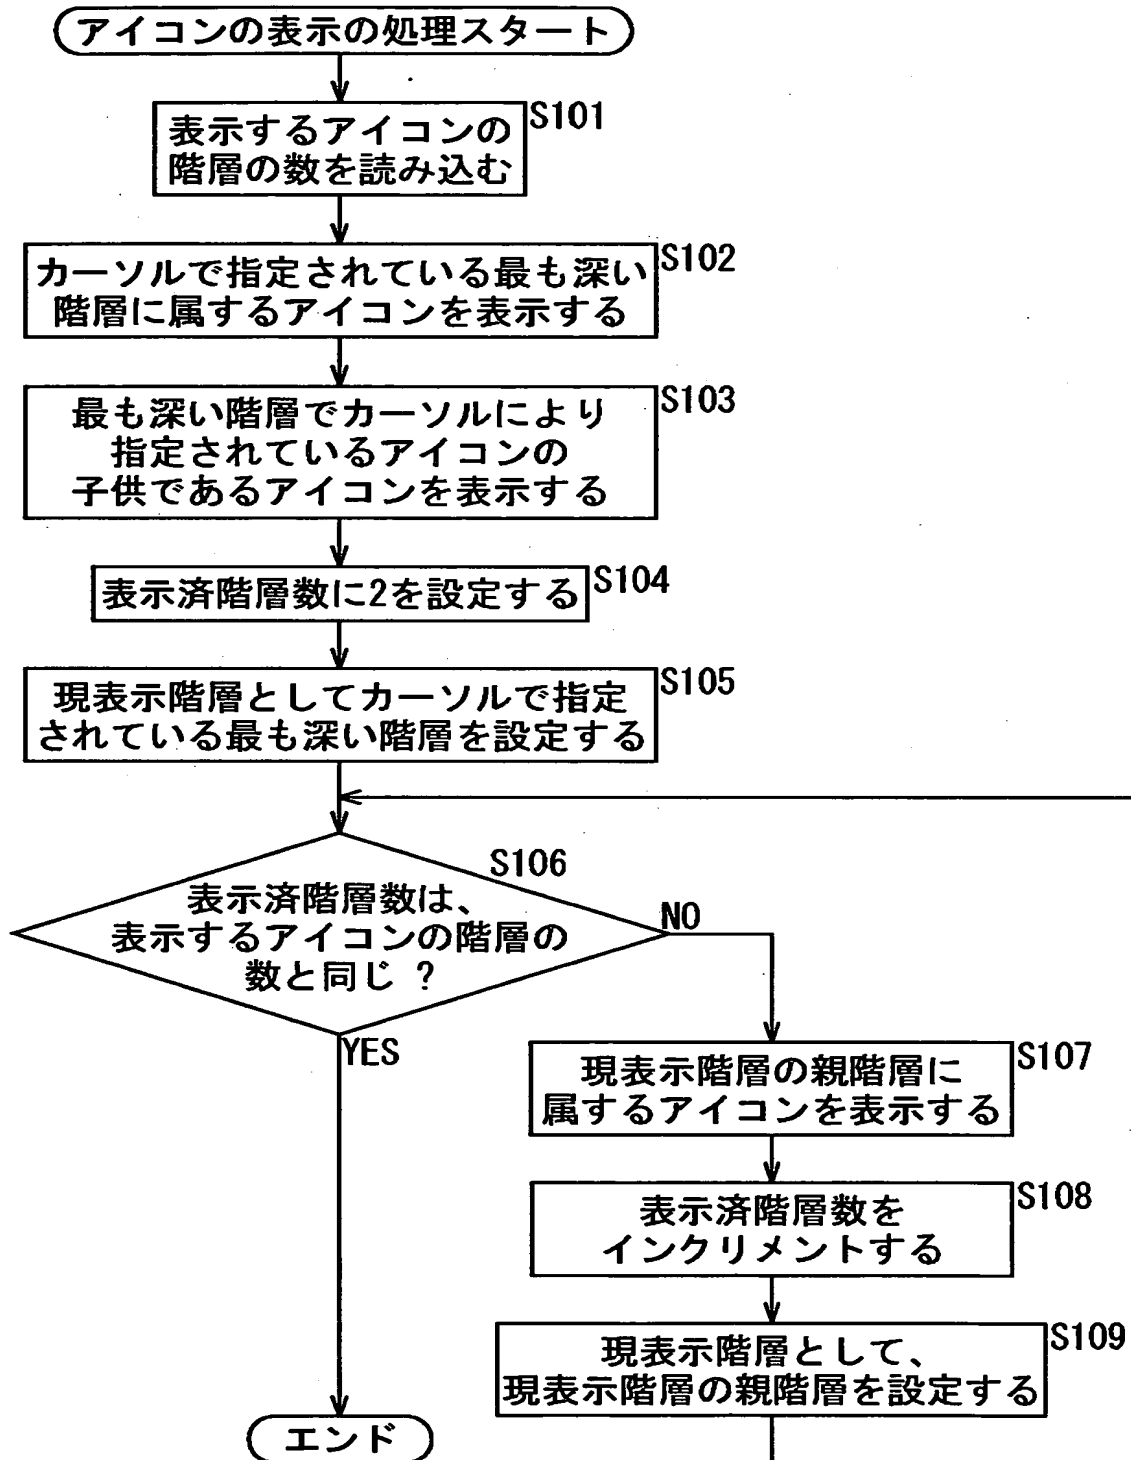 アイコンの表示の処理スタート
S101
表示するアイコンの
階層の数を読み込む
S102
カーソルで指定されている最も深い
階層に属するアイコンを表示する
S103
最も深い階層でカーソルにより
指定されているアイコンの
子供であるアイコンを表示する
S104
表示済階層数に2を設定する
S105
現表示階層としてカーソルで指定
されている最も深い階層を設定する
S106
表示済階層数は、
表示するアイコンの階層の
数と同じ ?
NO
YES
S107
現表示階層の親階層に
属するアイコンを表示する
S108
表示済階層数を
インクリメントする
S109
現表示階層として、
現表示階層の親階層を設定する
エンド